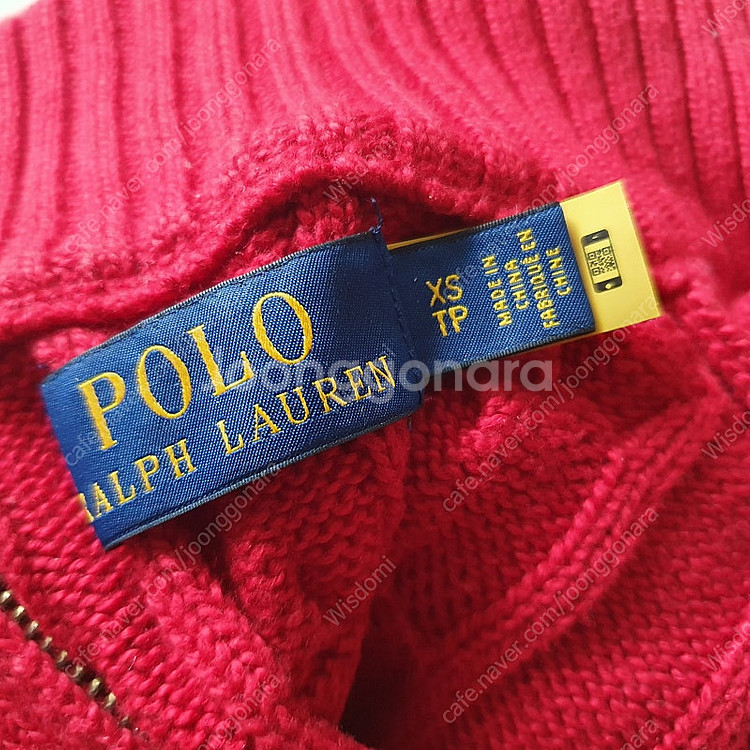 POLO
RALPH LAUREN
XS
TP
MADE IN
CHINA
FABRIQUÉ EN
CHINE
joonggonara
Wisdomi
cafe.naver.com/joonggonara